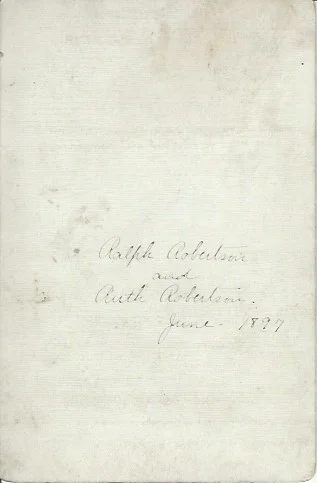 Ralph Robertson
and
Ruth Robertson.
June - 1897